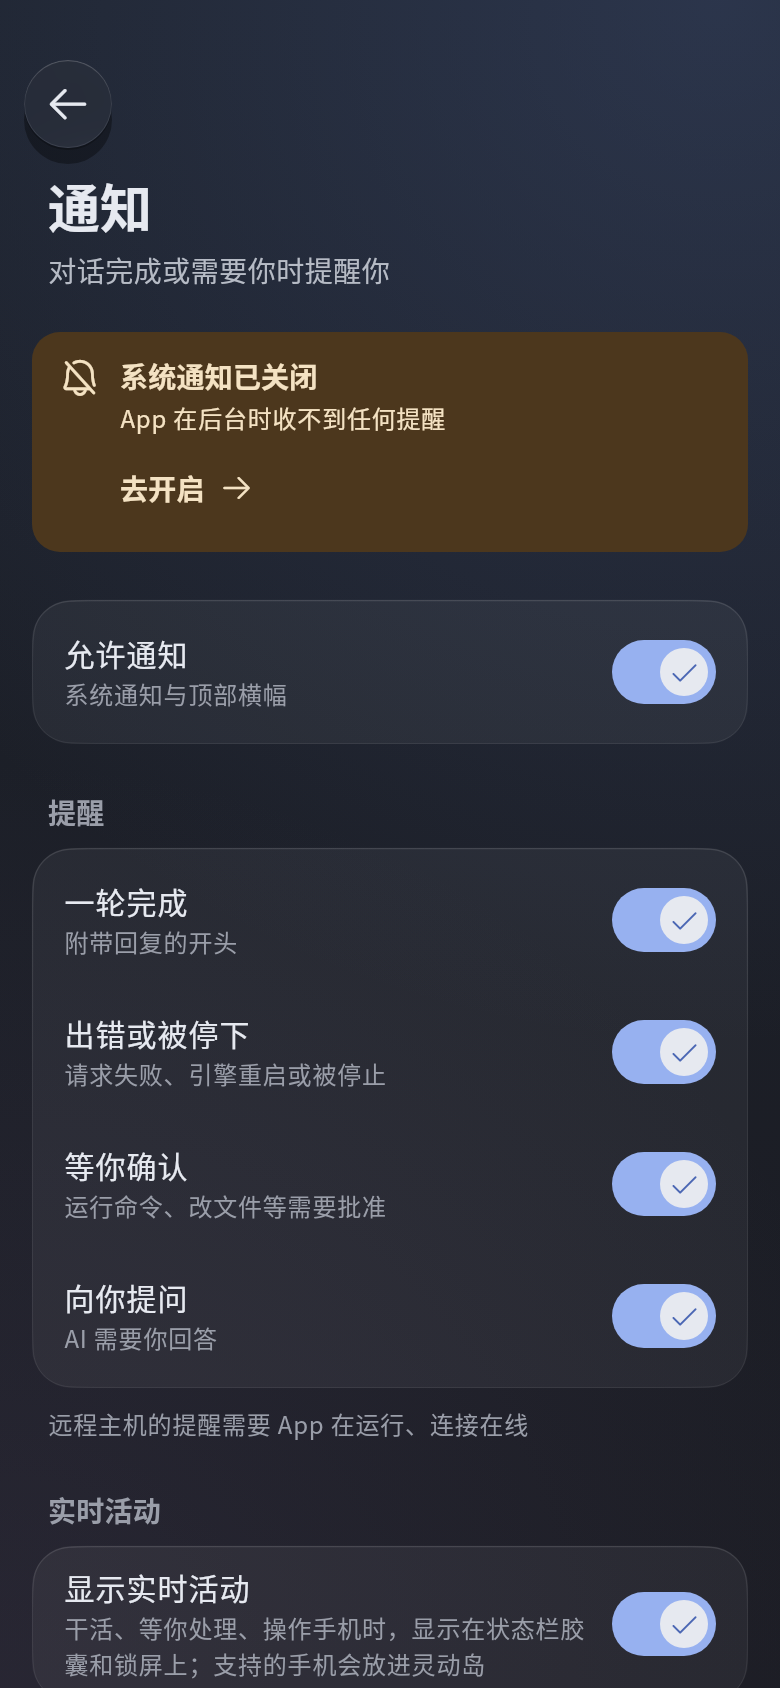 通知
对话完成或需要你时提醒你
系统通知已关闭
App 在后台时收不到任何提醒
去开启
允许通知
系统通知与顶部横幅
提醒
一轮完成
附带回复的开头
出错或被停下
请求失败、引擎重启或被停止
等你确认
运行命令、改文件等需要批准
向你提问
AI 需要你回答
远程主机的提醒需要 App 在运行、连接在线
实时活动
显示实时活动
干活、等你处理、操作手机时，显示在状态栏胶
囊和锁屏上；支持的手机会放进灵动岛